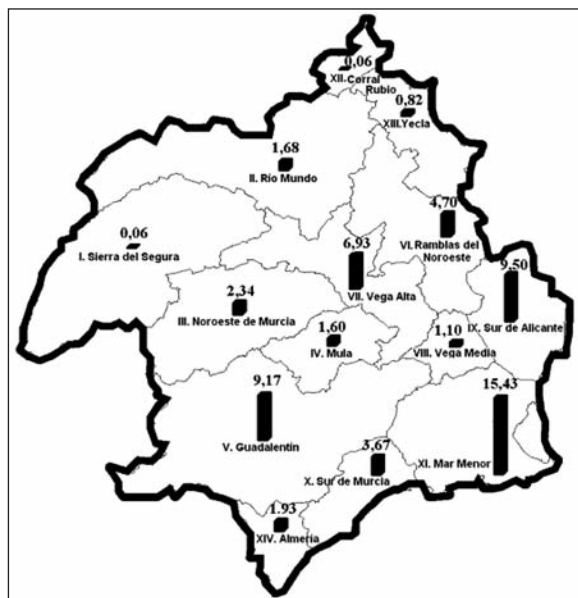 0,06
XII. Corral
Rubio
0,82
XIII. Yecla
1,68
II. Río Mundo
4,70
VI. Ramblas del
Noroeste
0,06
I. Sierra del Segura
6,93
VII. Vega Alta
9,50
IX. Sur de Alicante
2,34
III. Noroeste de Murcia
1,60
IV. Mula
1,10
VIII. Vega Media
9,17
V. Guadalentín
15,43
XI. Mar Menor
3,67
X. Sur de Murcia
1.93
XIV. Almería